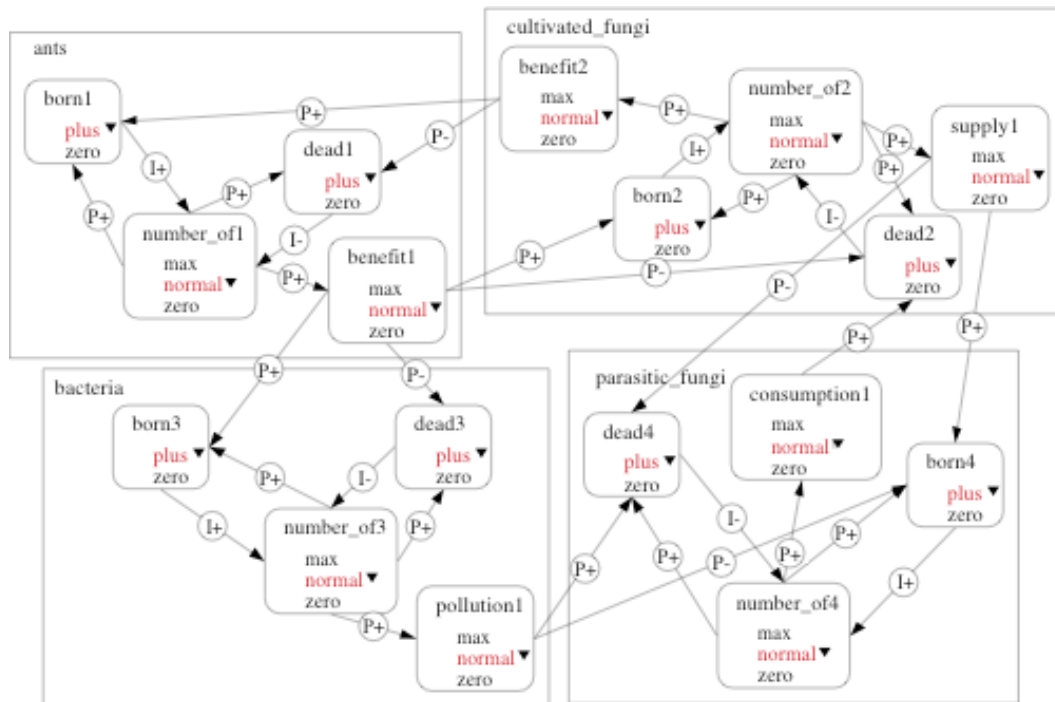 ants
born1
plus
zero
P+
I+
dead1
plus
zero
P+
P+
I-
number_of1
max
normal
zero
P+
benefit1
max
normal
zero
P-
cultivated_fungi
benefit2
max
normal
zero
P+
number_of2
max
normal
zero
I+
P+
P+
P+
supply1
max
normal
zero
born2
plus
zero
I-
dead2
plus
zero
P+
P-
P-
P+
P+
P+
P-
bacteria
born3
plus
zero
dead3
plus
zero
P+
I-
I+
P+
number_of3
max
normal
zero
P+
pollution1
max
normal
zero
parasitic_fungi
dead4
plus
zero
consumption1
max
normal
zero
born4
plus
zero
I-
P+
P+
P+
P+
P-
I+
number_of4
max
normal
zero